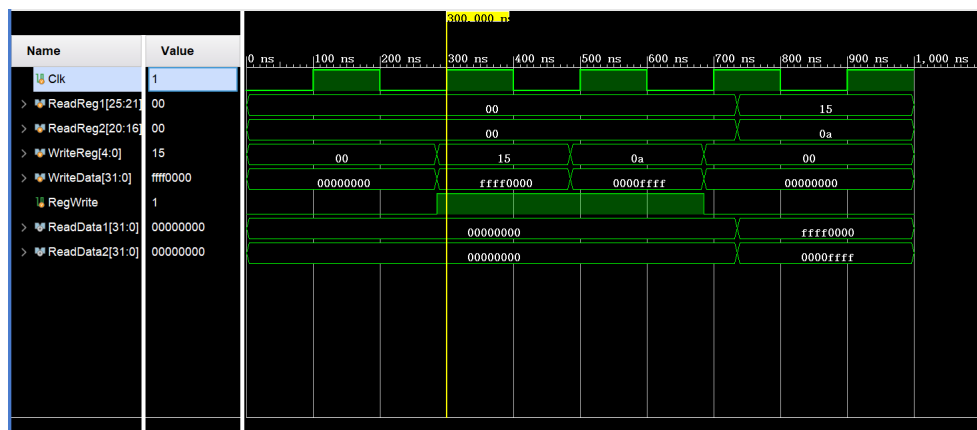 300.000 ns
Name Value
0 ns 100 ns 200 ns 300 ns 400 ns 500 ns 600 ns 700 ns 800 ns 900 ns 1,000 ns
Clk 1
ReadReg1[25:21] 00 00 15
ReadReg2[20:16] 00 00 0a
WriteReg[4:0] 15 00 15 0a 00
WriteData[31:0] ffff0000 00000000 ffff0000 0000ffff 00000000
RegWrite 1
ReadData1[31:0] 00000000 00000000 ffff0000
ReadData2[31:0] 00000000 00000000 0000ffff